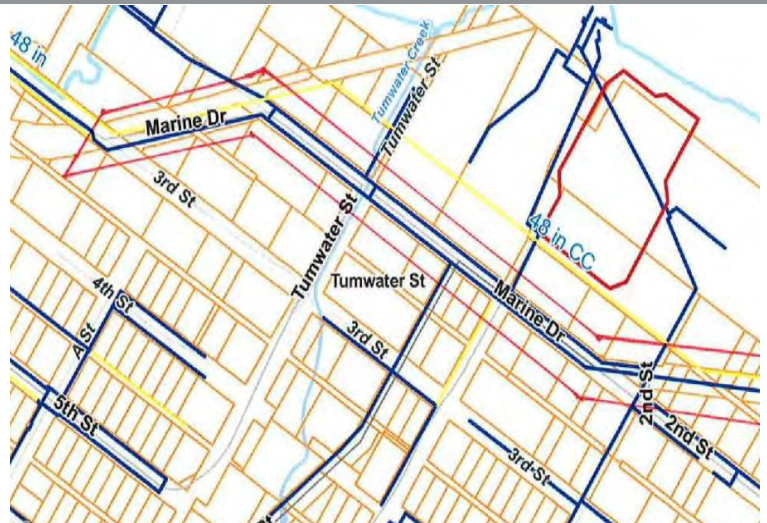 48 in
Marine Dr
Tumwater Creek
Tumwater St
3rd St
Tumwater St
48 in CC
Tumwater St
4th St
A St
3rd St
Marine Dr
5th St
2nd St
2nd St
3rd St
St